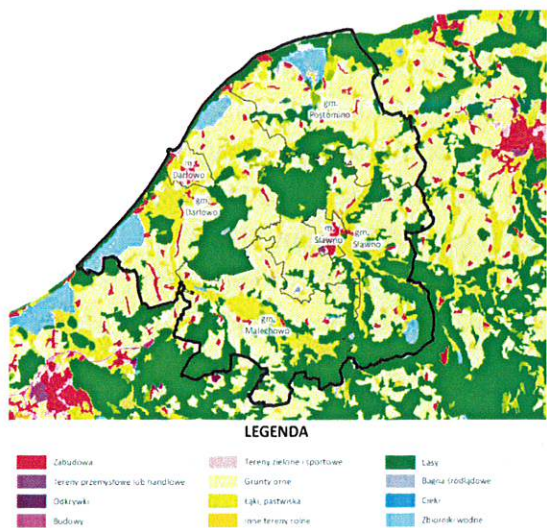 gm.
Postomino
m.
Darłowo
gm.
Darłowo
m.
Sławno
gm.
Sławno
gm.
Malechowo
LEGENDA
Zabudowa
Tereny przemysłowe lub handlowe
Odkrywki
Budowy
Tereny zielone i sportowe
Grunty orne
Łąki, pastwiska
Inne tereny rolne
Lasy
Bagna śródlądowe
Cieki
Zbiorniki wodne